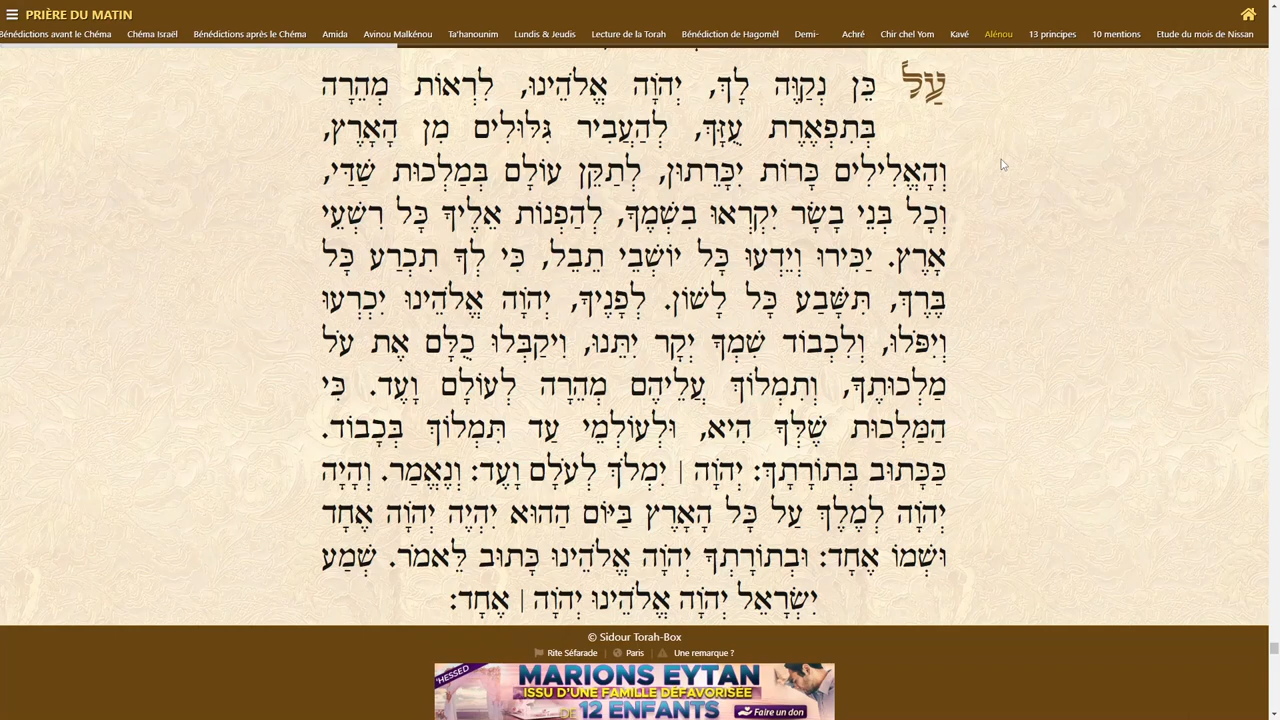 PRIÈRE DU MATIN
Bénédictions avant le Chéma Chéma Israël Bénédictions après le Chéma Amida Avinou Malkénou Ta'hanounim Lundis & Jeudis Lecture de la Torah Bénédiction de Hagomêl Demi- Achré Chir chel Yom Kavé Alénou 13 principes 10 mentions Etude du mois de Nissan
עַל כֵּן נְקַוֶּה לָךְ, יְהֹוָה אֱלֹהֵינוּ, לִרְאוֹת מְהֵרָה
בְּתִפְאֶרֶת עֻזָּךְ, לְהַעֲבִיר גִּלּוּלִים מִן הָאָרֶץ,
וְהָאֱלִילִים כָּרוֹת יִכָּרֵתוּן, לְתַקֵּן עוֹלָם בְּמַלְכוּת שַׁדַּי,
וְכָל בְּנֵי בָשָׂר יִקְרְאוּ בִשְׁמֶךָ, לְהַפְנוֹת אֵלֶיךָ כָּל רִשְׁעֵי
אָרֶץ. יַכִּירוּ וְיֵדְעוּ כָּל יוֹשְׁבֵי תֵבֵל, כִּי לְךָ תִכְרַע כָּל
בֶּרֶךְ, תִּשָּׁבַע כָּל לָשׁוֹן. לְפָנֶיךָ, יְהֹוָה אֱלֹהֵינוּ יִכְרְעוּ
וְיִפֹּלוּ, וְלִכְבוֹד שִׁמְךָ יְקָר יִתֵּנוּ, וִיקַבְּלוּ כֻלָּם אֶת עֹל
מַלְכוּתֶךָ, וְתִמְלוֹךְ עֲלֵיהֶם מְהֵרָה לְעוֹלָם וָעֶד. כִּי
הַמַּלְכוּת שֶׁלְּךָ הִיא, וּלְעוֹלְמֵי עַד תִּמְלוֹךְ בְּכָבוֹד.
כַּכָּתוּב בְּתוֹרָתָךְ: יְהֹוָה | יִמְלֹךְ לְעֹלָם וָעֶד: וְנֶאֱמַר. וְהָיָה
יְהֹוָה לְמֶלֶךְ עַל כָּל הָאָרֶץ בַּיּוֹם הַהוּא יִהְיֶה יְהֹוָה אֶחָד
וּשְׁמוֹ אֶחָד: וּבְתוֹרָתְךָ יְהֹוָה אֱלֹהֵינוּ כָּתוּב לֵּאמֹר. שְׁמַע
יִשְׂרָאֵל יְהֹוָה אֱלֹהֵינוּ יְהֹוָה | אֶחָד:
© Sidour Torah-Box
Rite Séfarade | Paris | Une remarque ?
'HESSED
MARIONS EYTAN
ISSU D'UNE FAMILLE DÉFAVORISÉE
DE 12 ENFANTS
Faire un don